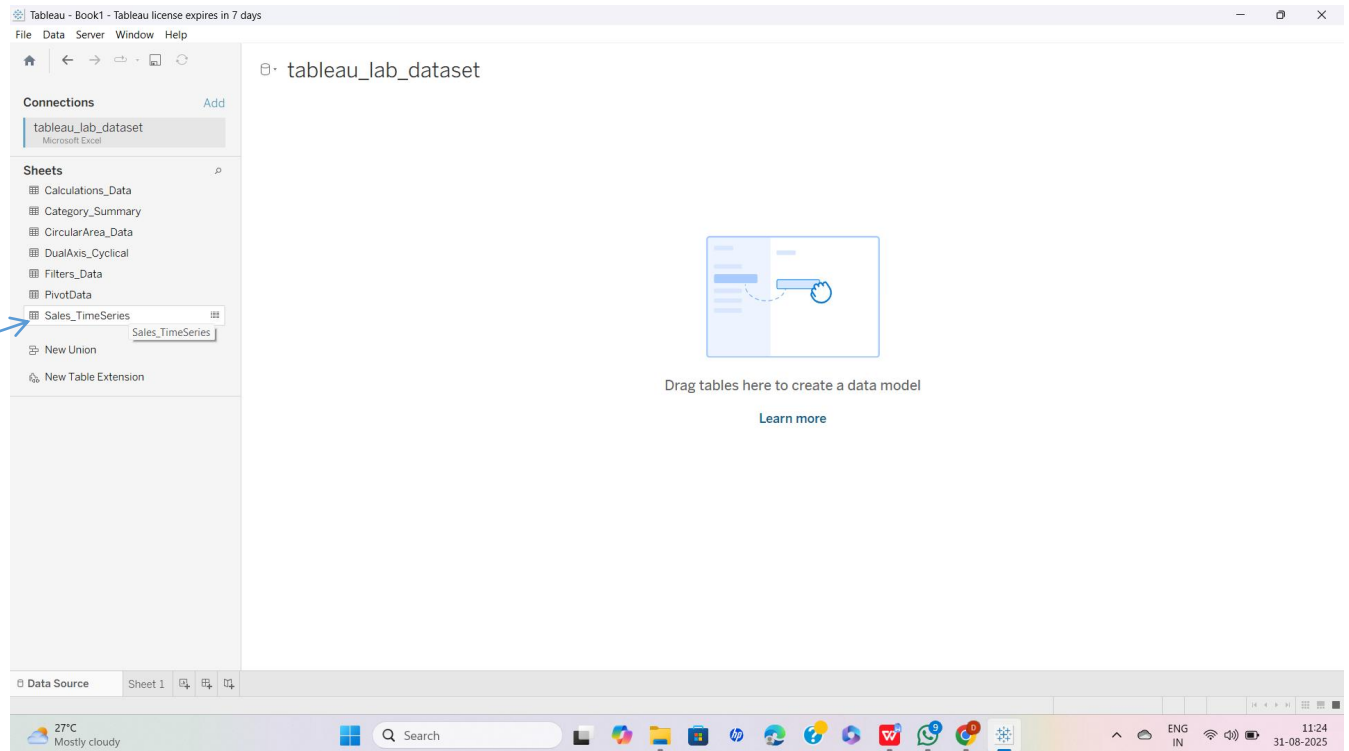 Tableau - Book1 - Tableau license expires in 7 days
File Data Server Window Help
tableau_lab_dataset
Connections Add
tableau_lab_dataset
Microsoft Excel
Sheets
Calculations_Data
Category_Summary
CircularArea_Data
DualAxis_Cyclical
Filters_Data
PivotData
Sales_TimeSeries
Sales_TimeSeries
New Union
New Table Extension
Drag tables here to create a data model
Learn more
Data Source Sheet 1
27°C
Mostly cloudy
Search
9
D
ENG
IN
11:24
31-08-2025